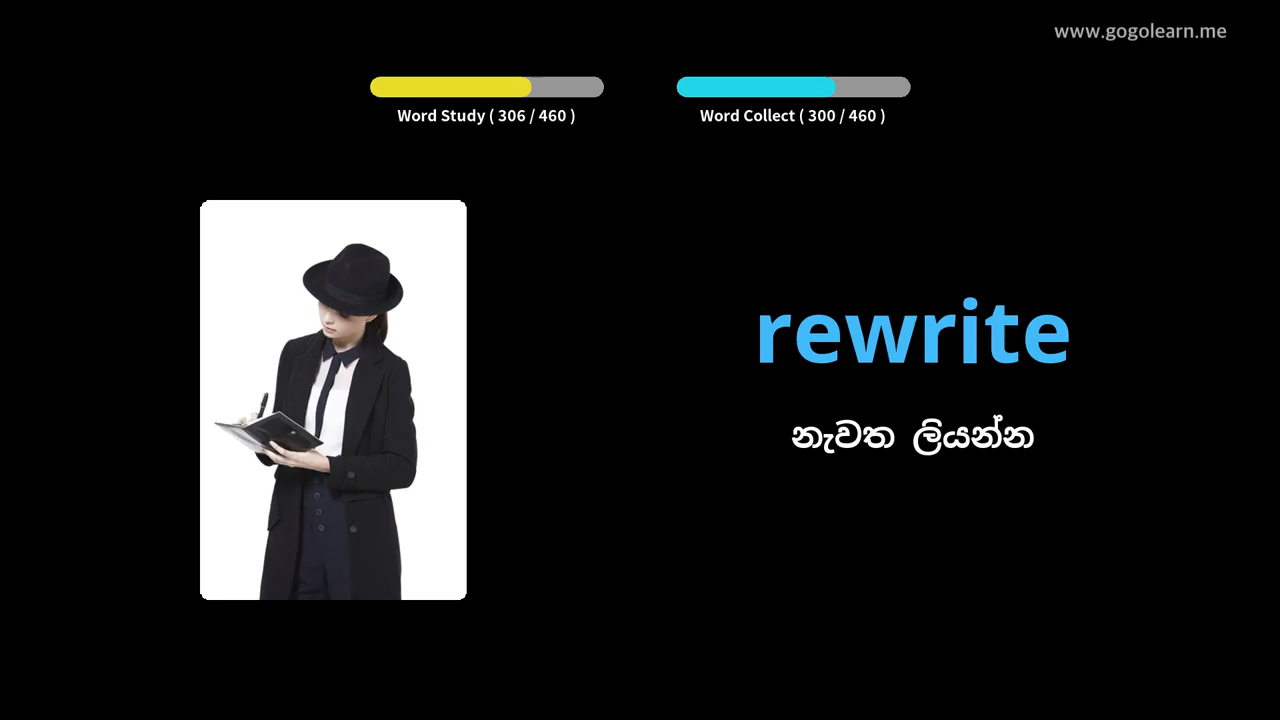 www.gogolearn.me
Word Study ( 306 / 460 )
Word Collect ( 300 / 460 )
rewrite
නැවත ලියන්න